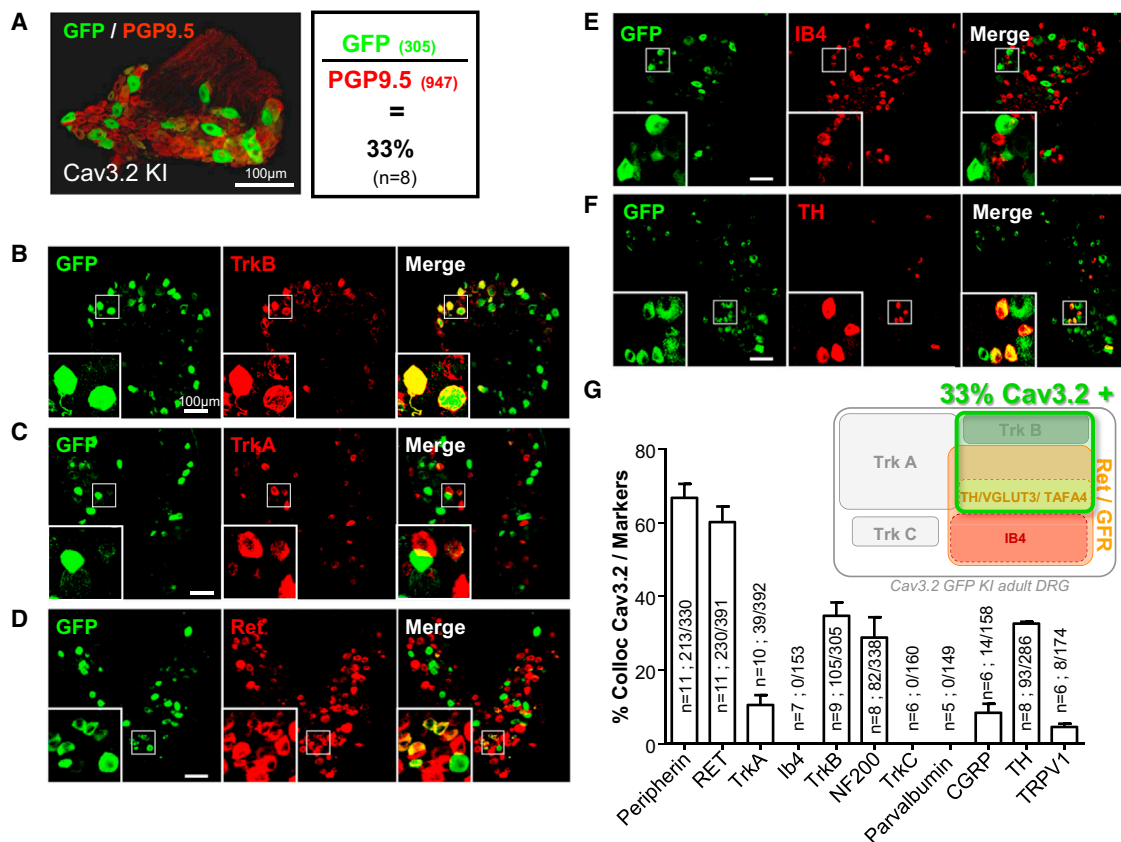 A
GFP / PGP9.5
Cav3.2 KI
100µm
GFP (305)
PGP9.5 (947)
=
33%
(n=8)
B
GFP
TrkB
Merge
100µm
C
GFP
TrkA
Merge
D
GFP
Ret
Merge
E
GFP
IB4
Merge
F
GFP
TH
Merge
G
33% Cav3.2 +
Trk B
Trk A
TH/VGLUT3/ TAFA4
Trk C
IB4
Ret / GFR
Cav3.2 GFP KI adult DRG
% Colloc Cav3.2 / Markers
80
60
40
20
0
n=11 ; 213/330
n=11 ; 230/391
n=10 ; 39/392
n=7 ; 0/153
n=9 ; 105/305
n=8 ; 82/338
n=6 ; 0/160
n=5 ; 0/149
n=6 ; 14/158
n=8 ; 93/286
n=6 ; 8/174
Peripherin
RET
TrkA
Ib4
TrkB
NF200
TrkC
Parvalbumin
CGRP
TH
TRPV1